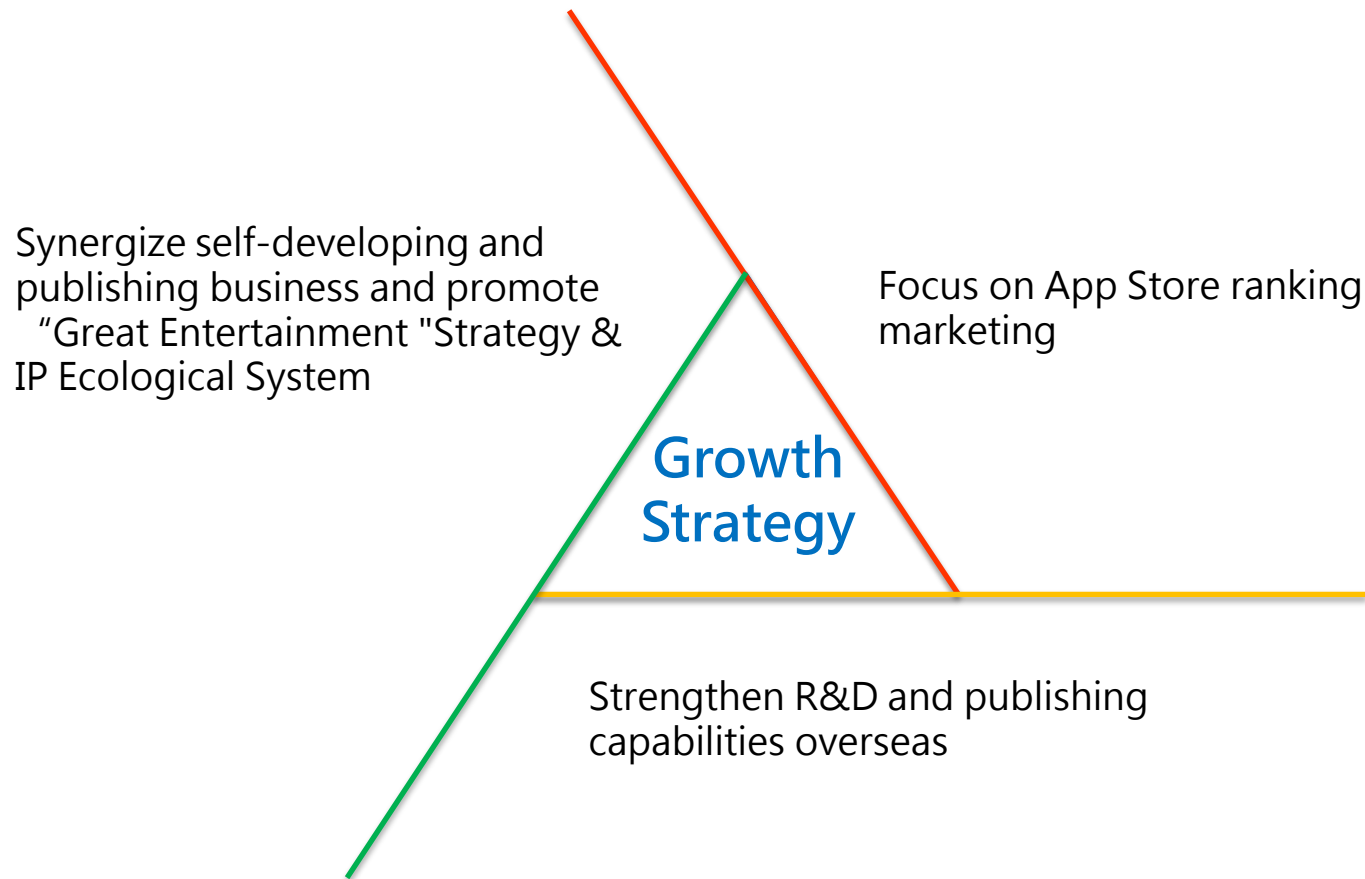 Synergize self-developing and
publishing business and promote
“Great Entertainment "Strategy &
IP Ecological System
Focus on App Store ranking
marketing
Growth
Strategy
Strengthen R&D and publishing
capabilities overseas